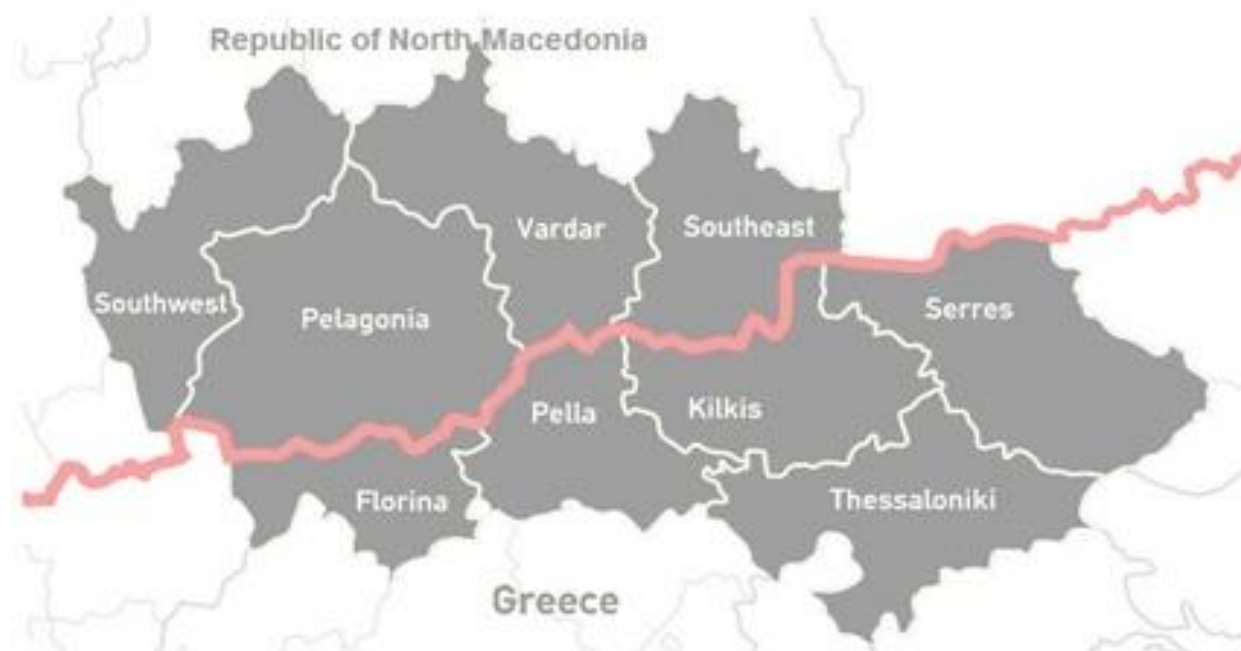 Republic of North Macedonia
Vardar
Southeast
Southwest
Pelagonia
Serres
Pella
Kilkis
Florina
Thessaloniki
Greece